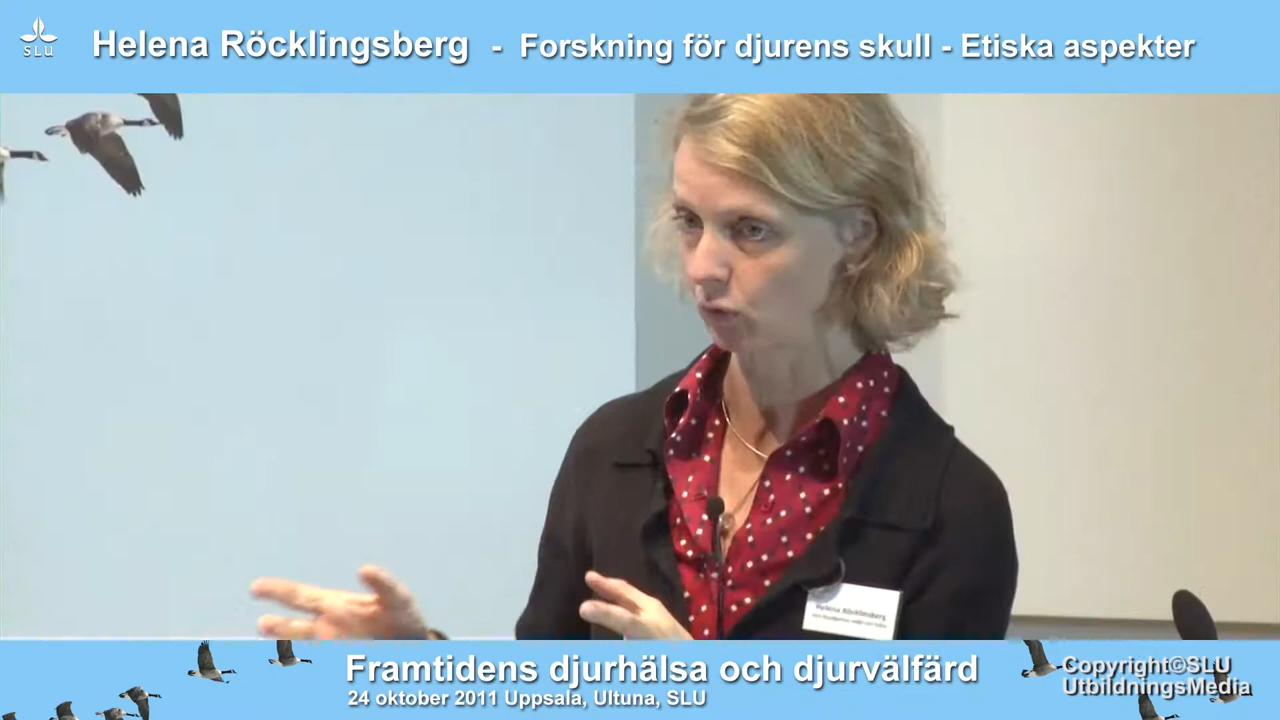 SLU
Helena Röcklingsberg - Forskning för djurens skull - Etiska aspekter
Helena Röcklinsberg
Framtidens djurhälsa och djurvälfärd
24 oktober 2011 Uppsala, Ultuna, SLU
Copyright©SLU
UtbildningsMedia